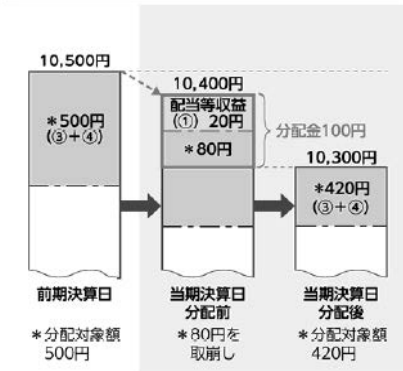 10,500円
＊500円
(③+④)
前期決算日
＊分配対象額
500円
10,400円
配当等収益
(①) 20円
＊80円
分配金100円
当期決算日
分配前
＊80円を
取崩し
10,300円
＊420円
(③+④)
当期決算日
分配後
＊分配対象額
420円